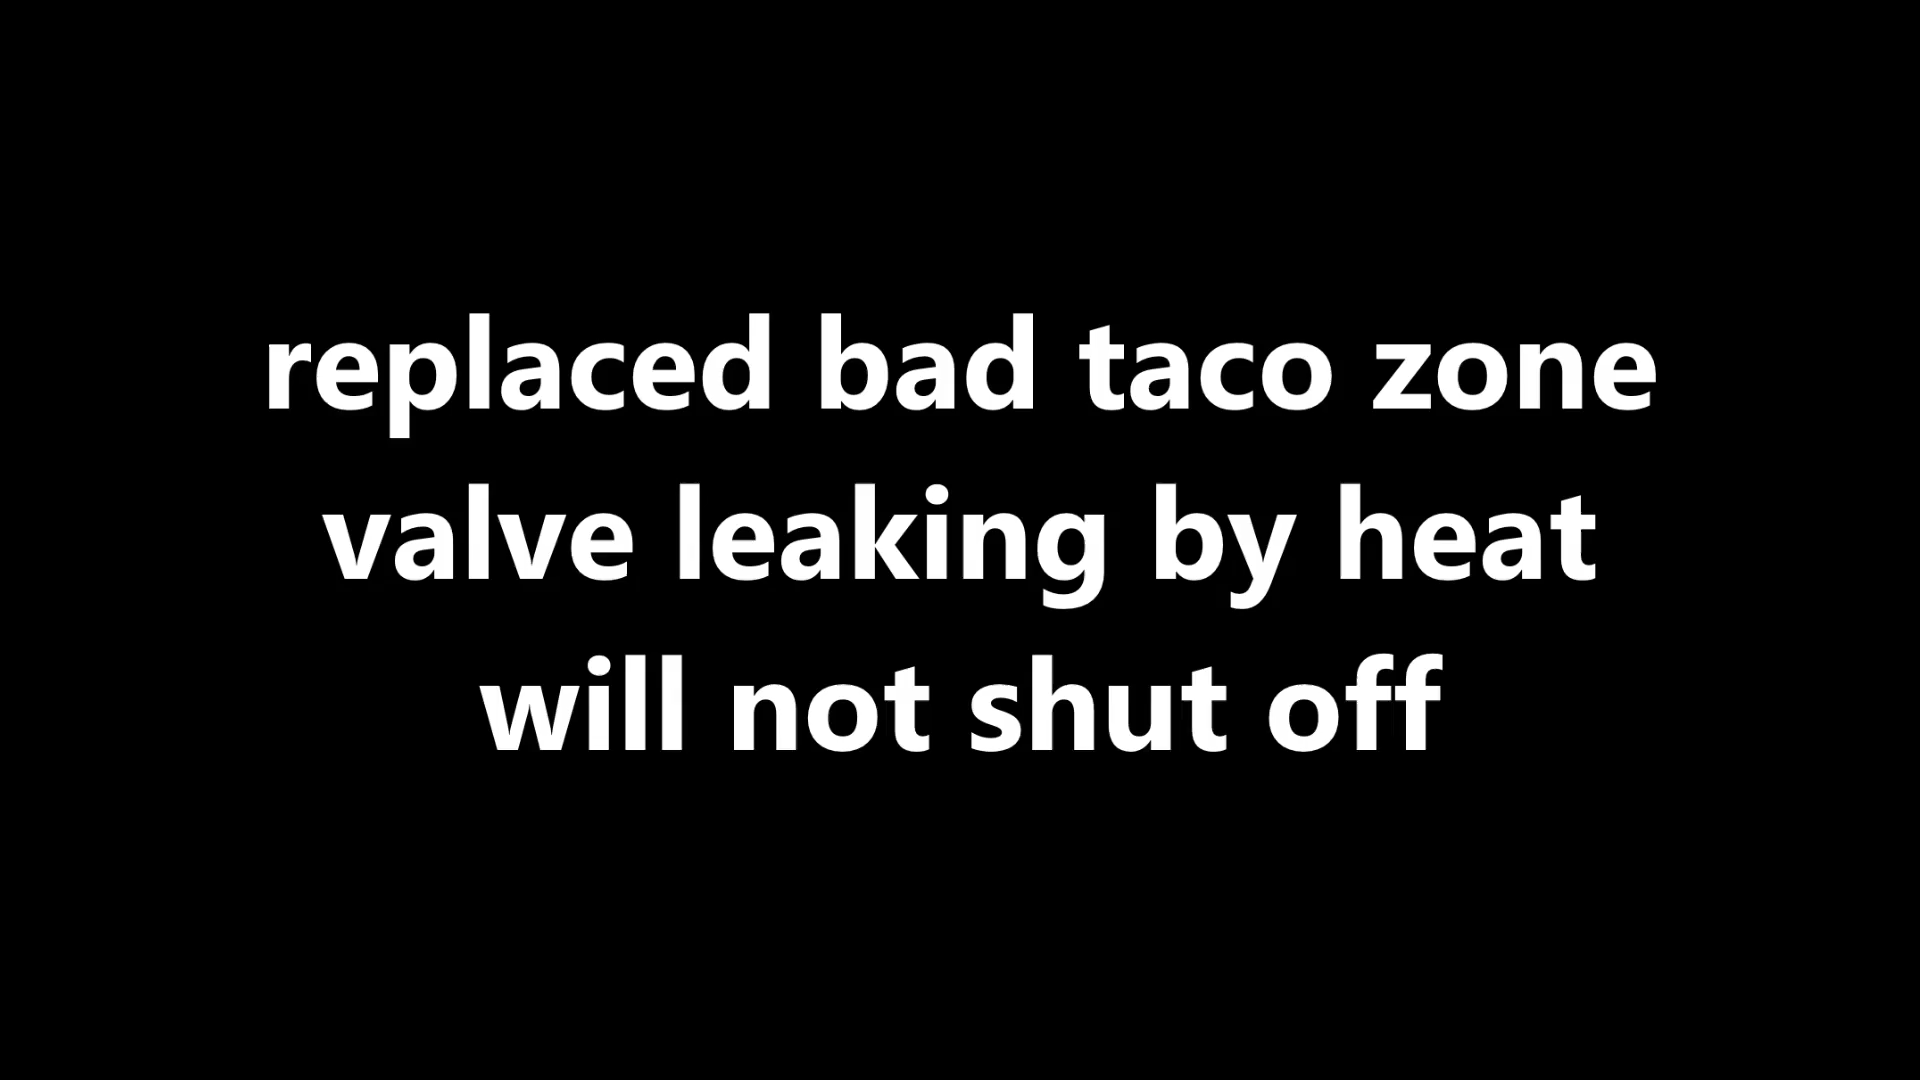 replaced bad taco zone
valve leaking by heat
will not shut off